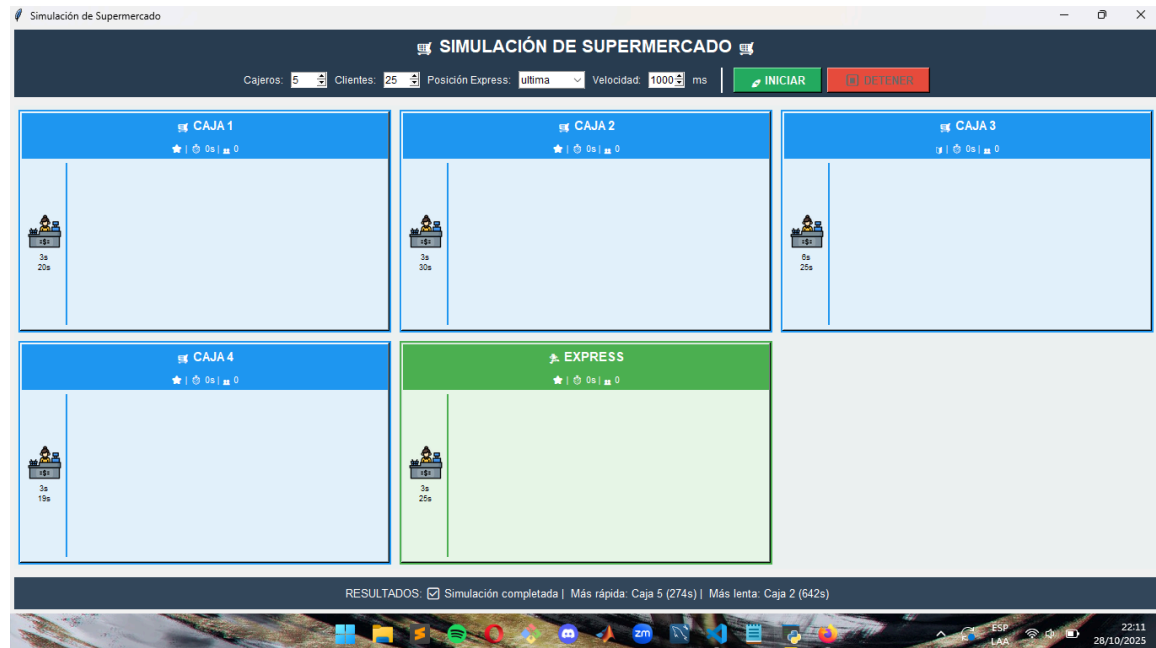 Simulación de Supermercado
SIMULACIÓN DE SUPERMERCADO
Cajeros: 5 Clientes: 25 Posición Express: ultima Velocidad: 1000 ms INICIAR DETENER
CAJA 1
| 0s | 0
3s
20s
CAJA 2
| 0s | 0
3s
30s
CAJA 3
| 0s | 0
6s
25s
CAJA 4
| 0s | 0
3s
19s
EXPRESS
| 0s | 0
3s
25s
RESULTADOS: Simulación completada | Más rápida: Caja 5 (274s) | Más lenta: Caja 2 (642s)
zm
ESP
LAA
22:11
28/10/2025